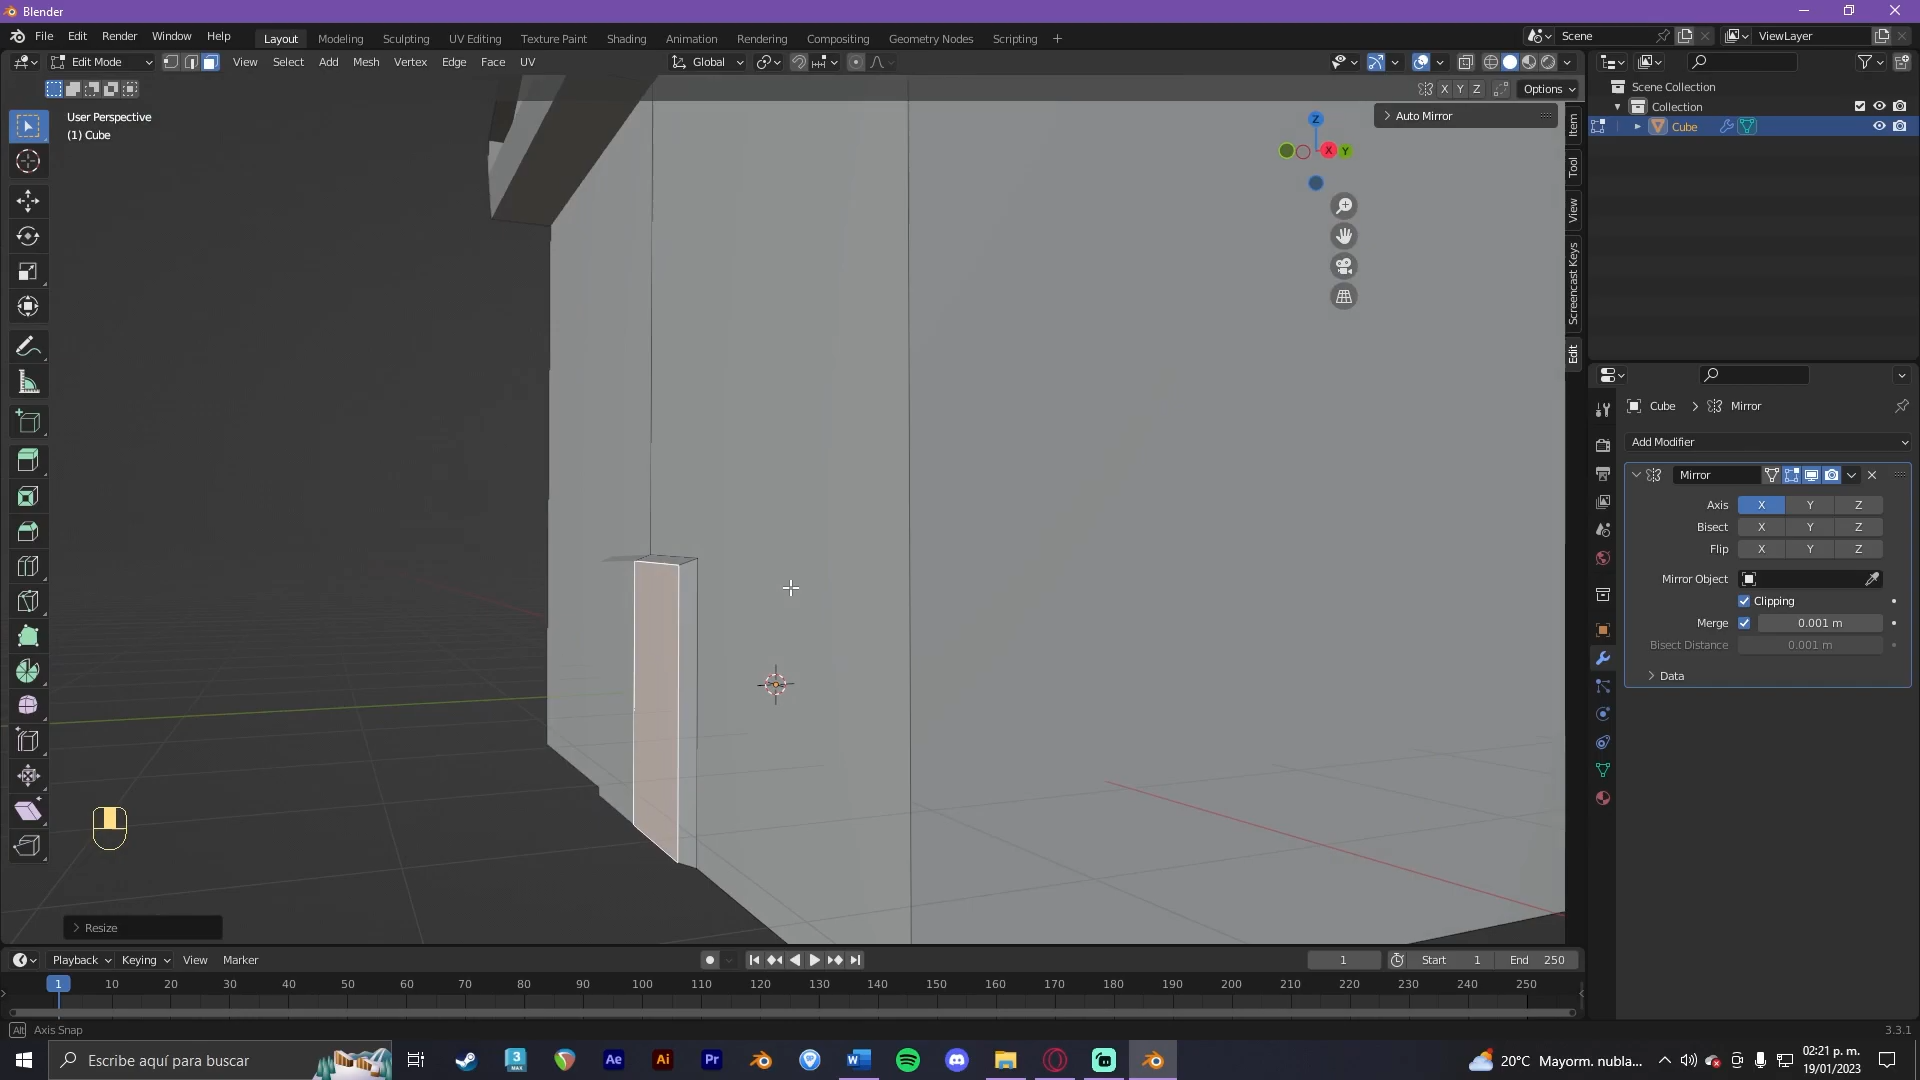 Blender
File Edit Render Window Help
Layout Modeling Sculpting UV Editing Texture Paint Shading Animation Rendering Compositing Geometry Nodes Scripting +
Scene
ViewLayer
Edit Mode View Select Add Mesh Vertex Edge Face UV
Global
X Y Z Options
User Perspective
(1) Cube
Auto Mirror
Z
X
Y
Item
Tool
View
Screencast Keys
Edit
Scene Collection
Collection
Cube
Cube > Mirror
Add Modifier
Mirror
Axis X Y Z
Bisect X Y Z
Flip X Y Z
Mirror Object
Clipping
Merge 0.001 m
Bisect Distance 0.001 m
Data
Resize
Playback Keying View Marker
1 Start 1 End 250
1 10 20 30 40 50 60 70 80 90 100 110 120 130 140 150 160 170 180 190 200 210 220 230 240 250
Alt Axis Snap
3.3.1
Escribe aquí para buscar
3
MAX
Ae
Ai
Pr
W
20°C Mayorm. nubla...
02:21 p. m.
19/01/2023